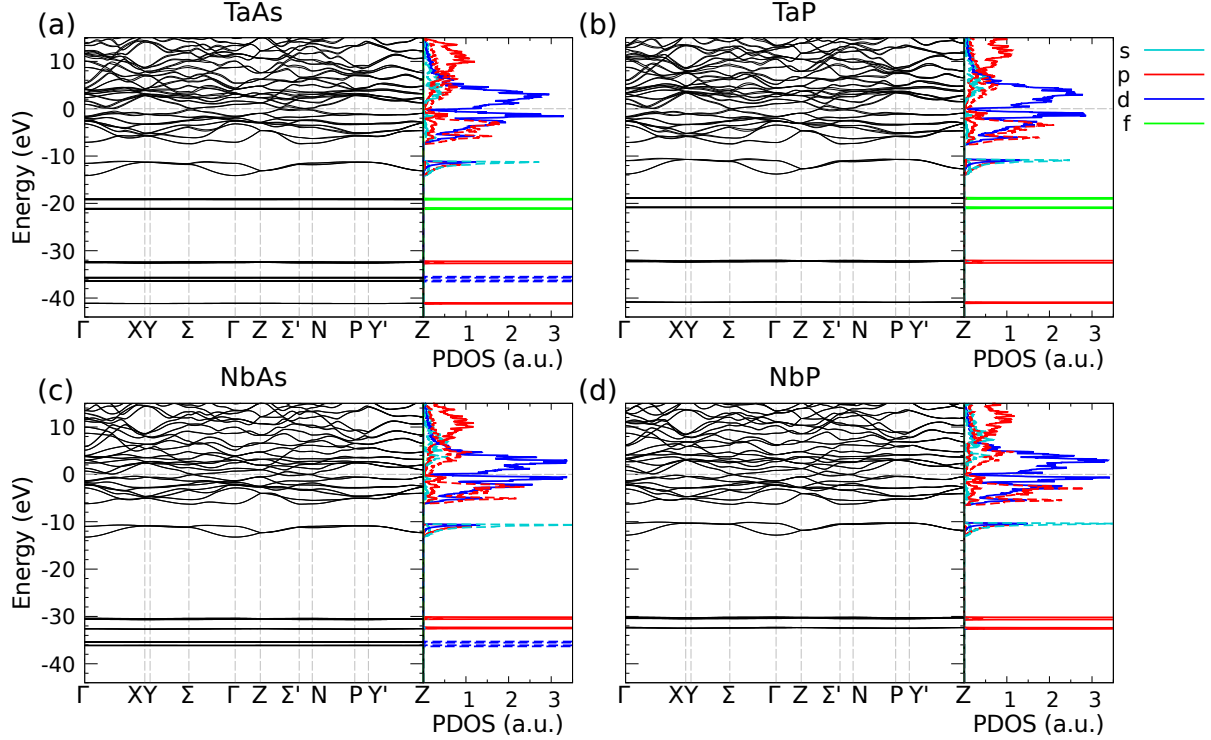 (a) TaAs
(b) TaP
s
p
d
f
Energy (eV)
10
0
-10
-20
-30
-40
Γ X Y Σ Γ Z Σ' N P Y' Z 1 2 3
PDOS (a.u.)
Γ X Y Σ Γ Z Σ' N P Y' Z 1 2 3
PDOS (a.u.)
(c) NbAs
(d) NbP
Energy (eV)
10
0
-10
-20
-30
-40
Γ X Y Σ Γ Z Σ' N P Y' Z 1 2 3
PDOS (a.u.)
Γ X Y Σ Γ Z Σ' N P Y' Z 1 2 3
PDOS (a.u.)